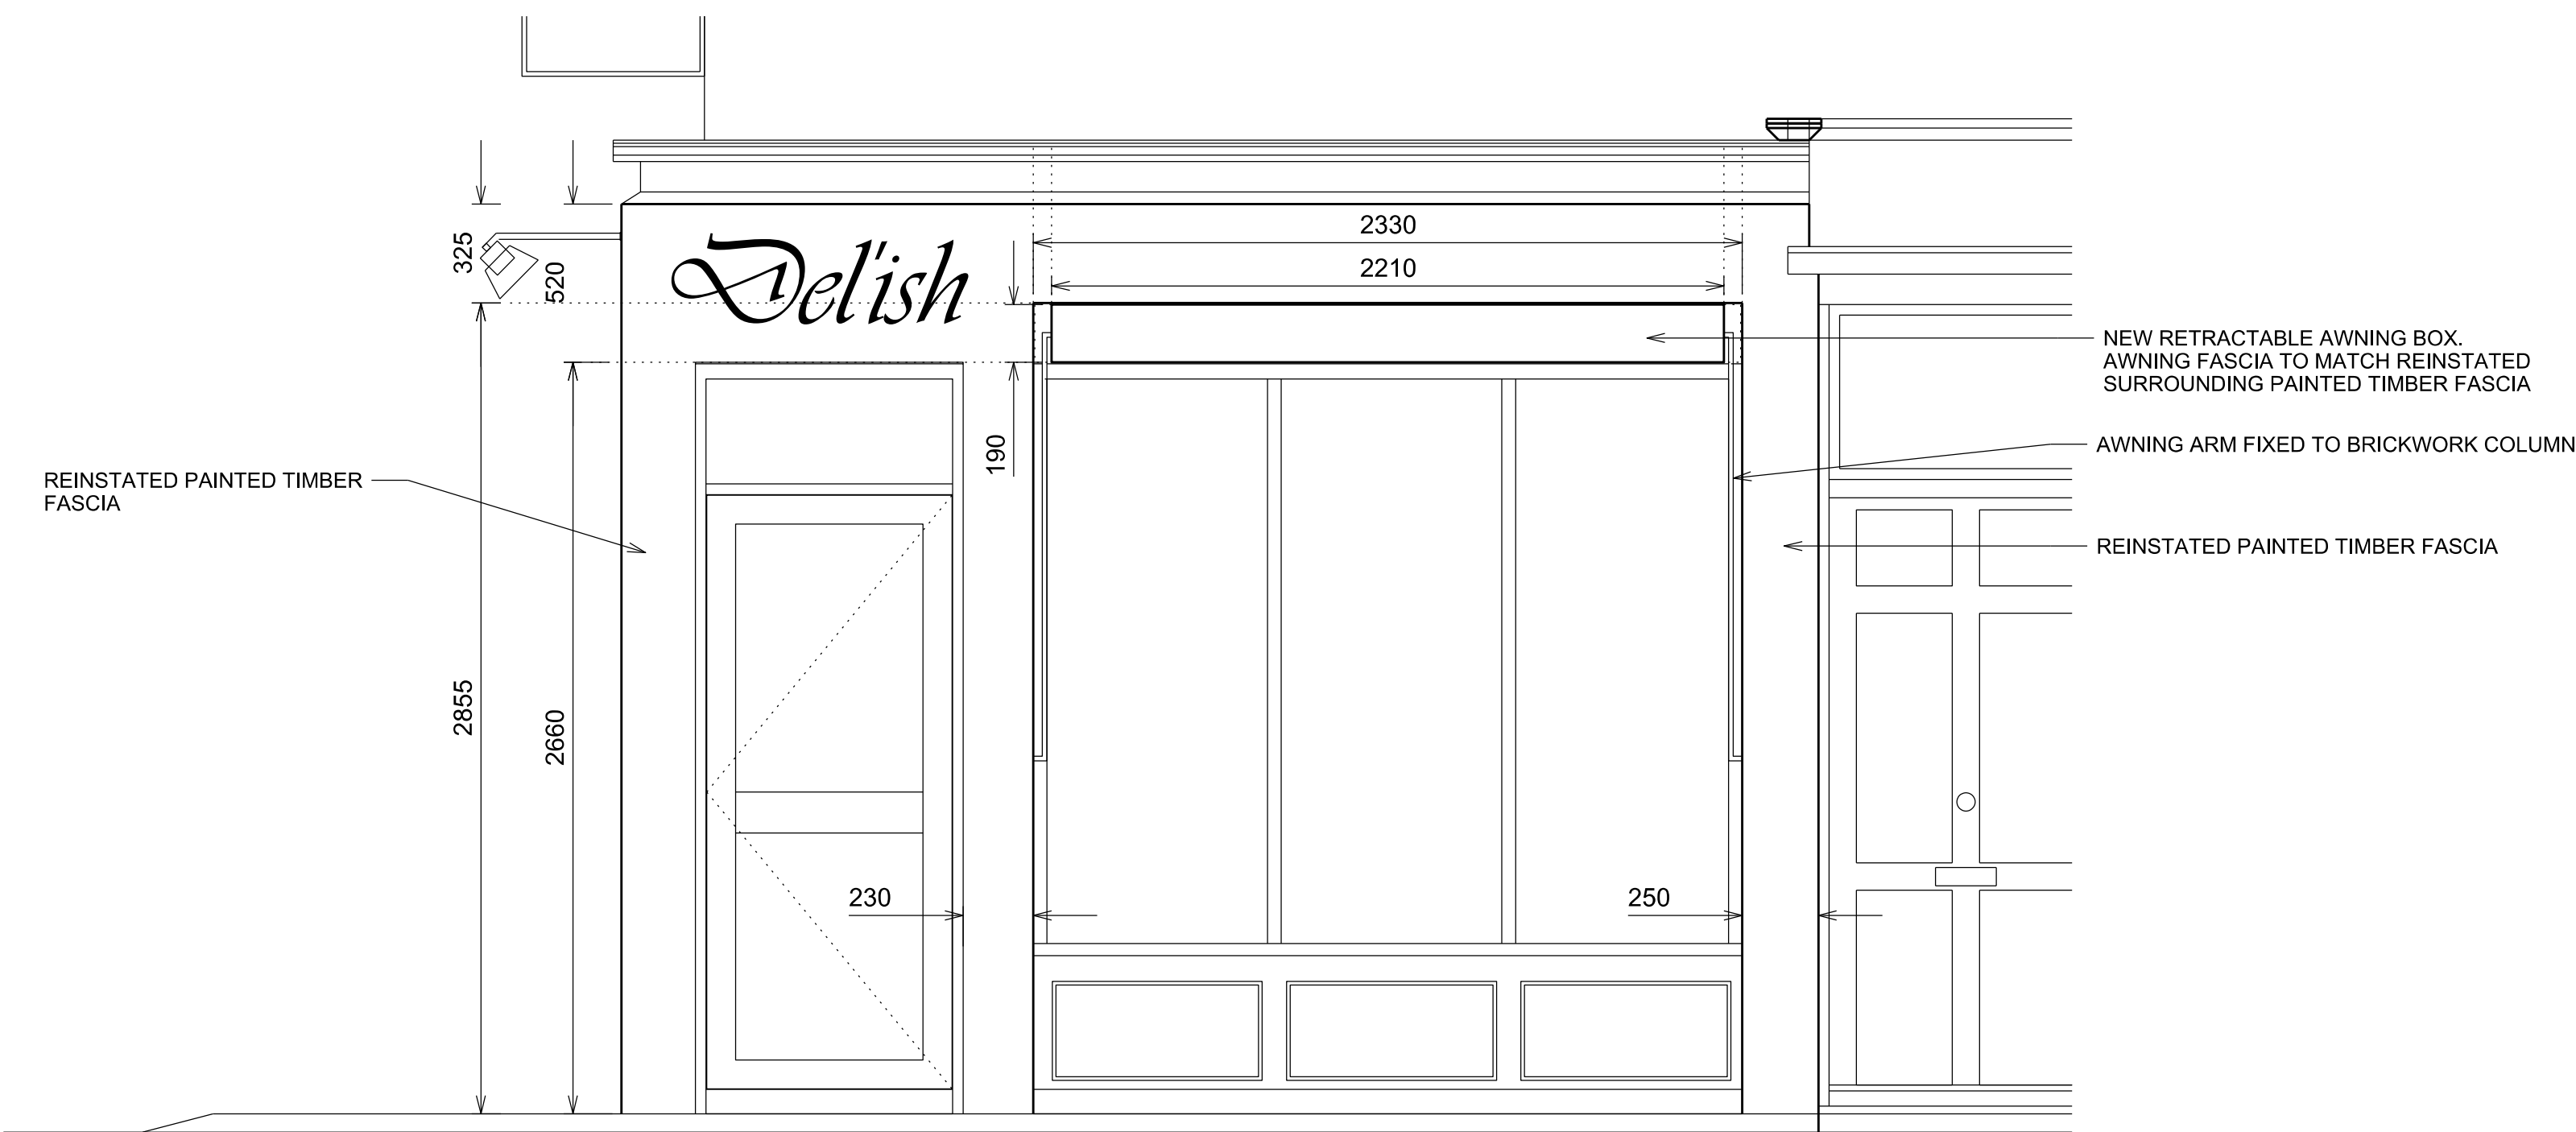 325
520
Del'ish
2330
2210
NEW RETRACTABLE AWNING BOX.
AWNING FASCIA TO MATCH REINSTATED
SURROUNDING PAINTED TIMBER FASCIA
AWNING ARM FIXED TO BRICKWORK COLUMN
190
REINSTATED PAINTED TIMBER
FASCIA
REINSTATED PAINTED TIMBER FASCIA
2855
2660
230
250